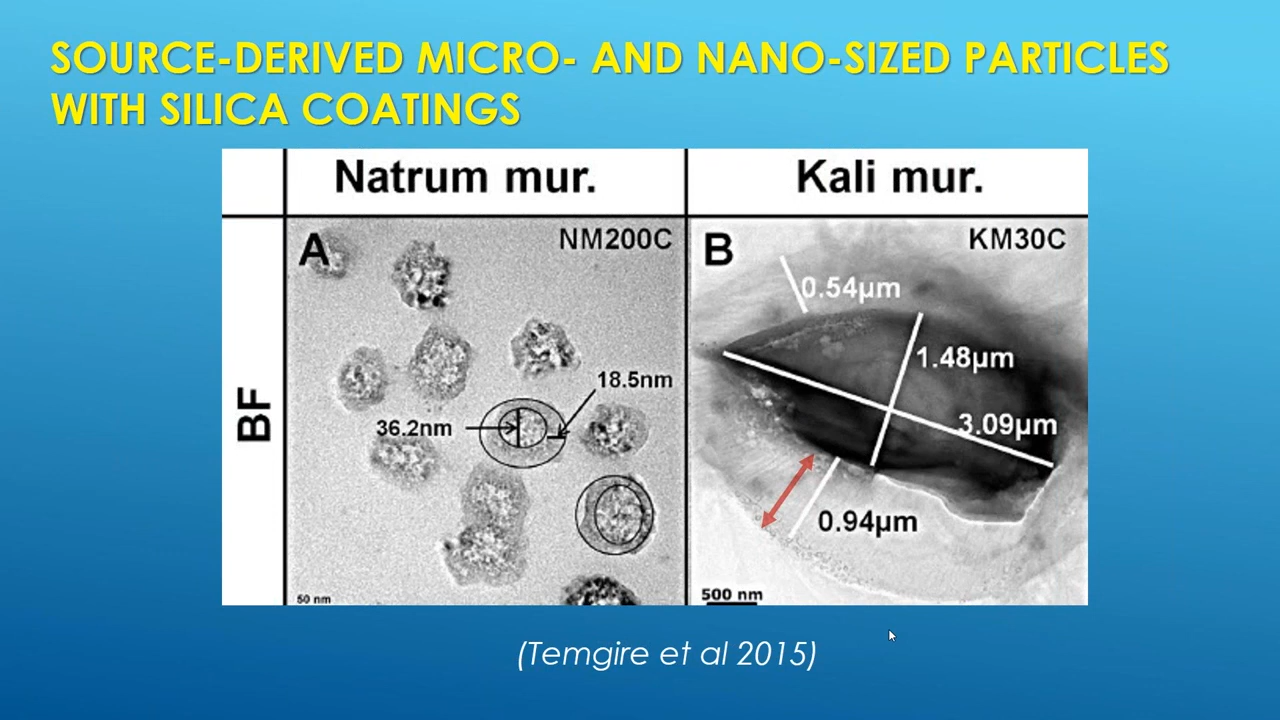 SOURCE-DERIVED MICRO- AND NANO-SIZED PARTICLES
WITH SILICA COATINGS
Natrum mur.
Kali mur.
BF
A
NM200C
18.5nm
36.2nm
50 nm
B
KM30C
0.54µm
1.48µm
3.09µm
0.94µm
500 nm
(Temgire et al 2015)